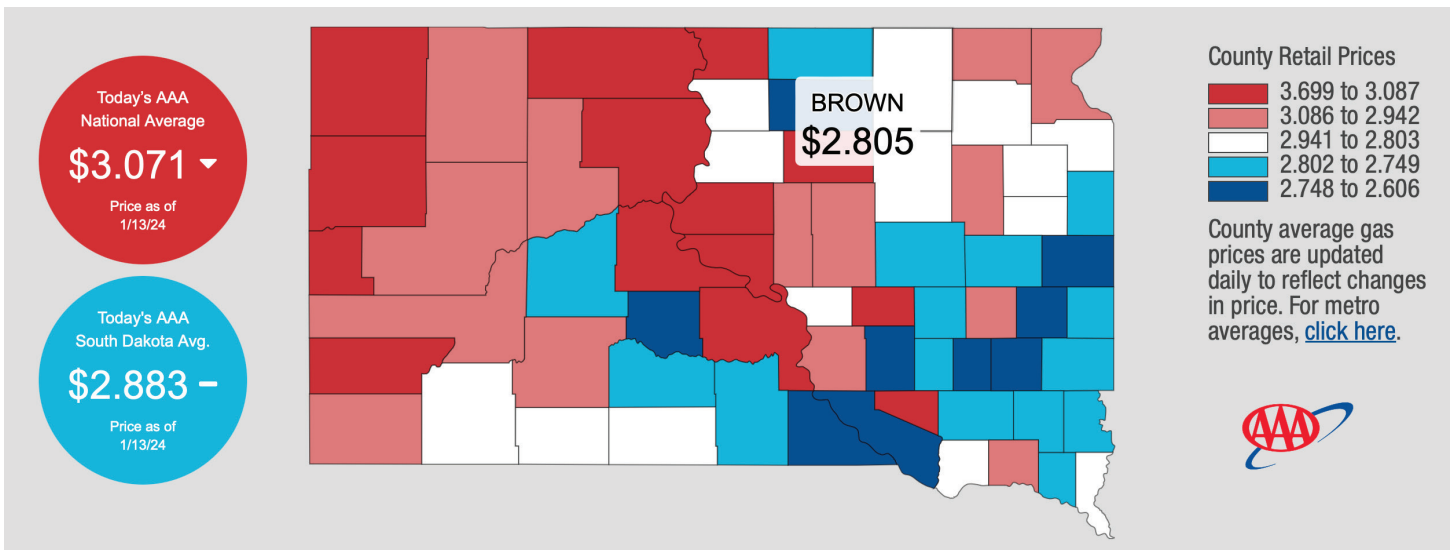 Today's AAA
National Average
$3.071
Price as of
1/13/24
Today's AAA
South Dakota Avg.
$2.883 –
Price as of
1/13/24
BROWN
$2.805
County Retail Prices
3.699 to 3.087
3.086 to 2.942
2.941 to 2.803
2.802 to 2.749
2.748 to 2.606
County average gas
prices are updated
daily to reflect changes
in price. For metro
averages, click here.
AAA